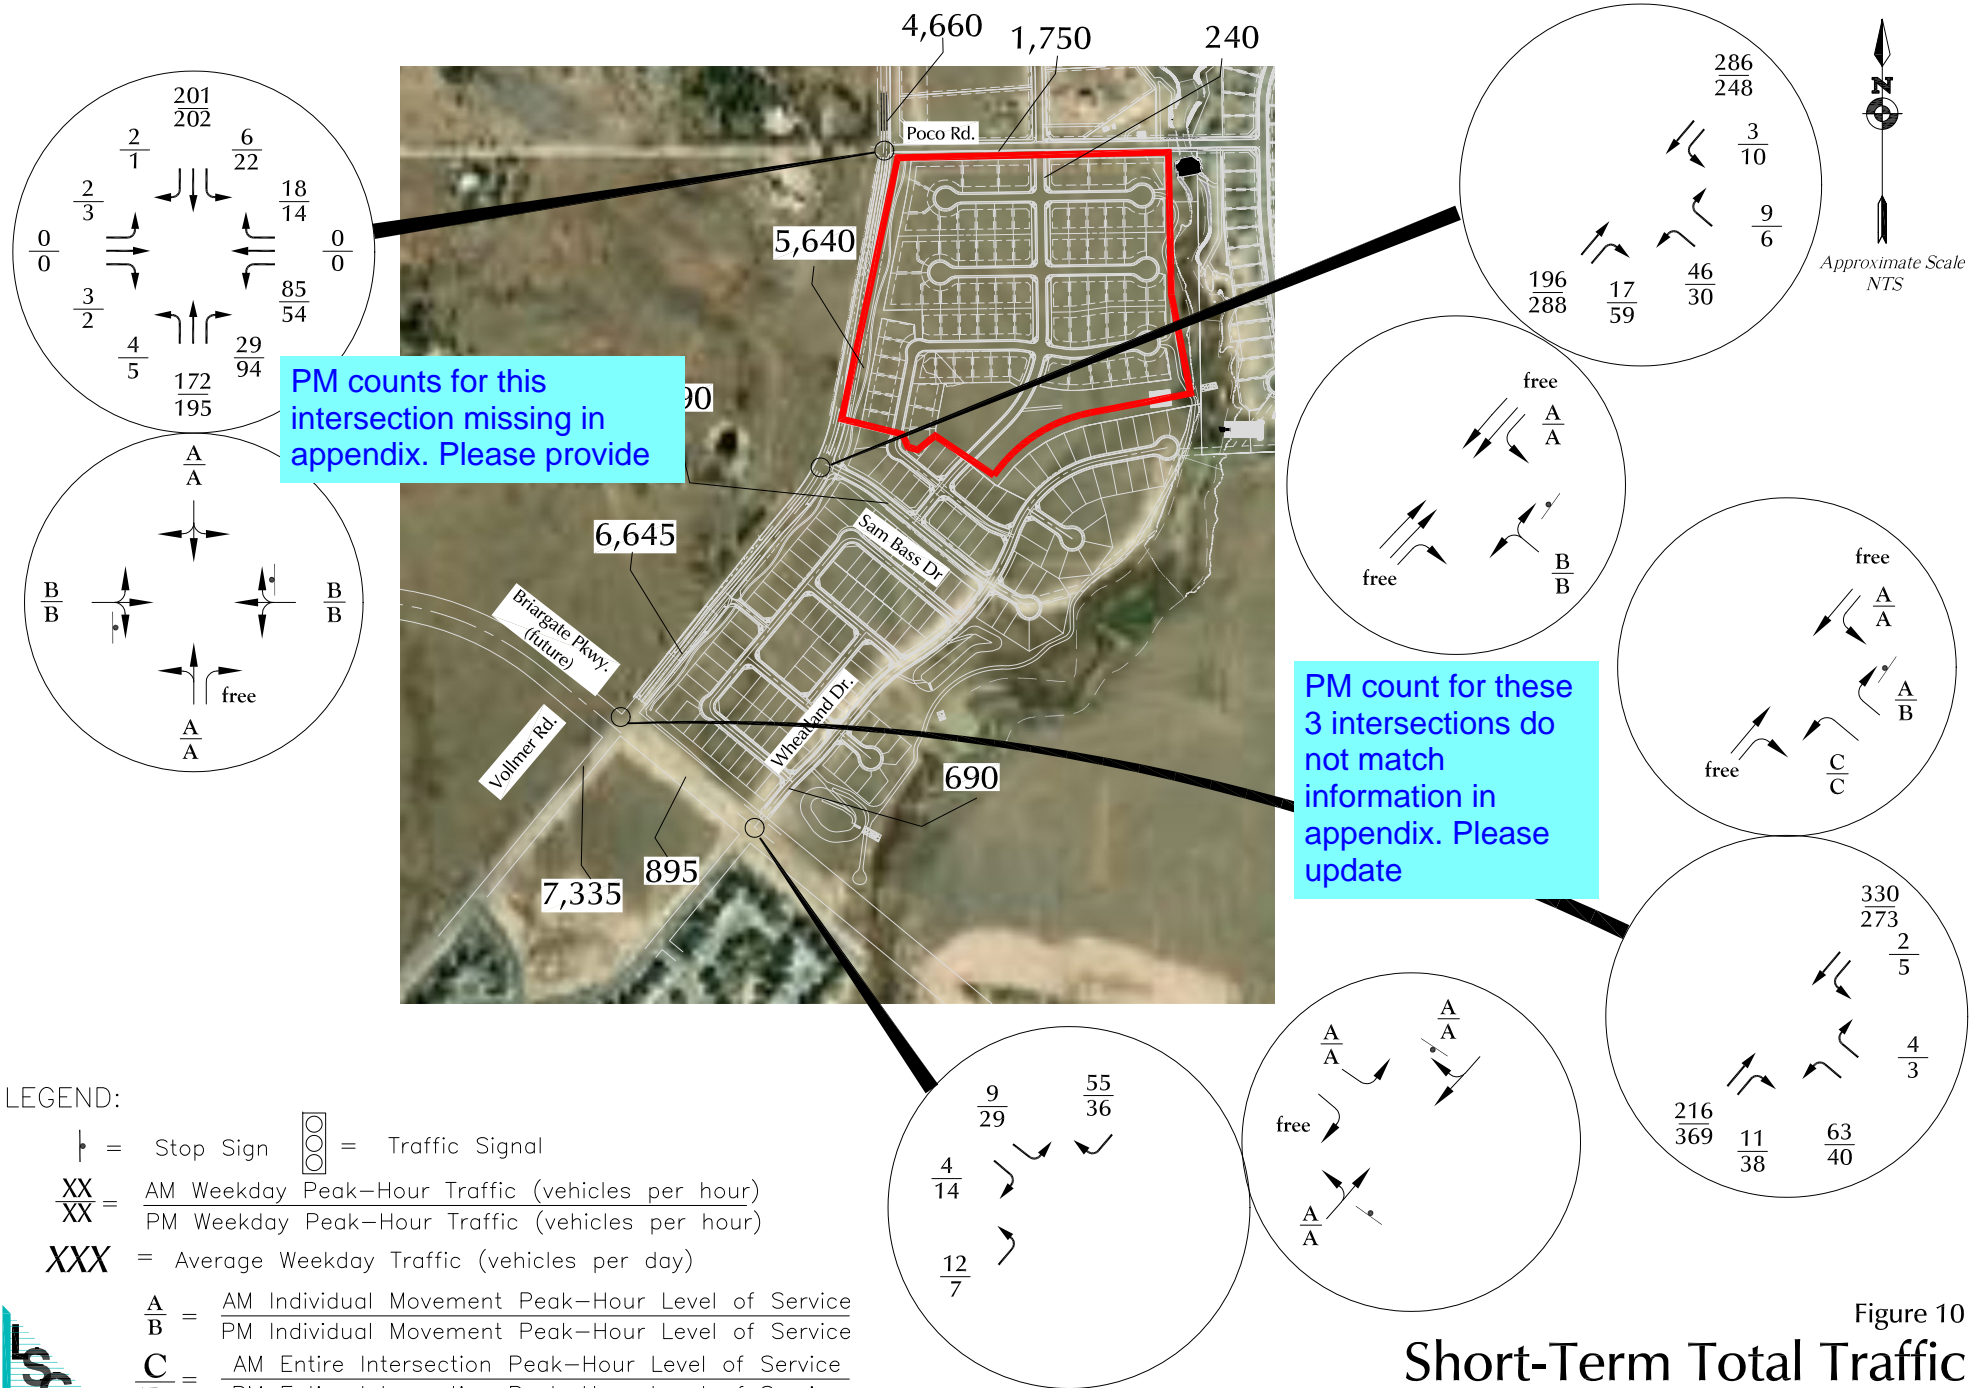 4,660
1,750
240
286
248
3
10
9
6
46
30
17
59
196
288
N
Approximate Scale
NTS
201
202
2
1
6
22
2
3
18
14
0
0
0
0
3
2
85
54
4
5
29
94
172
195
Poco Rd.
5,640
PM counts for this
intersection missing in
appendix. Please provide
90
A
A
B
B
B
B
free
A
A
6,645
Sam Bass Dr
Briargate Pkwy.
(future)
Vollmer Rd.
Wheatland Dr.
690
895
7,335
free
A
A
free
B
B
free
A
A
A
B
free
C
C
PM count for these
3 intersections do
not match
information in
appendix. Please
update
330
273
2
5
4
3
216
369
11
38
63
40
9
29
55
36
4
14
12
7
A
A
A
A
free
A
A
LEGEND:
= Stop Sign = Traffic Signal
XX
XX
= AM Weekday Peak-Hour Traffic (vehicles per hour)
PM Weekday Peak-Hour Traffic (vehicles per hour)
XXX = Average Weekday Traffic (vehicles per day)
A
B
= AM Individual Movement Peak-Hour Level of Service
PM Individual Movement Peak-Hour Level of Service
C
= AM Entire Intersection Peak-Hour Level of Service
LSC
Figure 10
Short-Term Total Traffic